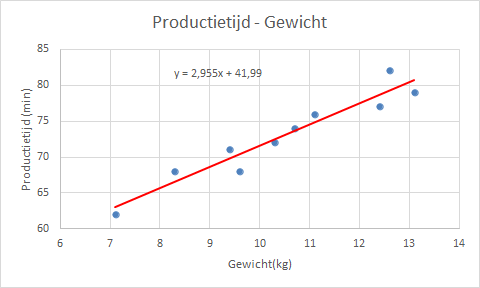 Productietijd - Gewicht
y = 2,955x + 41,99
Productietijd (min)
85
80
75
70
65
60
6 7 8 9 10 11 12 13 14
Gewicht(kg)